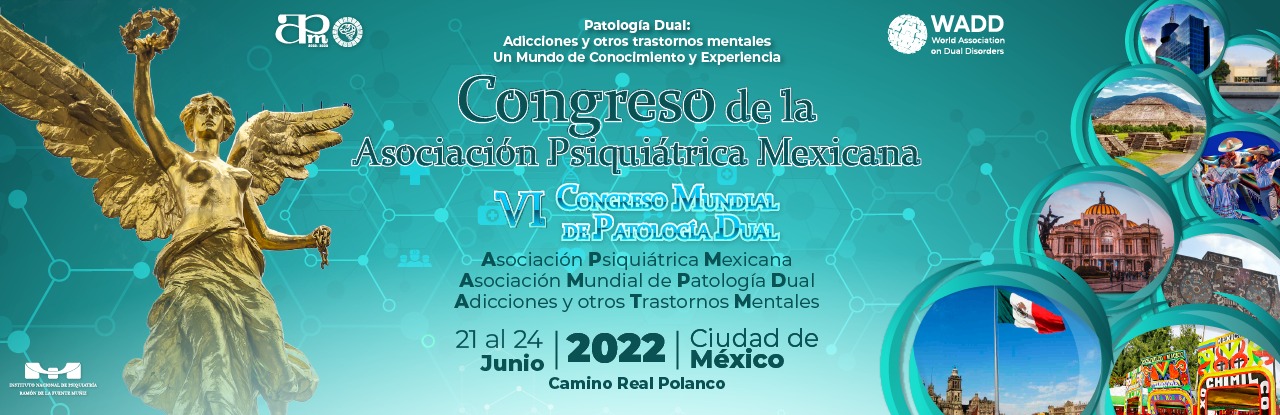 Patología Dual:
Adicciones y otros trastornos mentales
Un Mundo de Conocimiento y Experiencia
WADD
World Association
on Dual Disorders
Congreso de la
Asociación Psiquiátrica Mexicana
VI Congreso Mundial
de Patología Dual
Asociación Psiquiátrica Mexicana
Asociación Mundial de Patología Dual
Adicciones y otros Trastornos Mentales
21 al 24
Junio
2022
Ciudad de
México
Camino Real Polanco
INSTITUTO NACIONAL DE PSIQUIATRÍA
RAMÓN DE LA FUENTE MUÑIZ